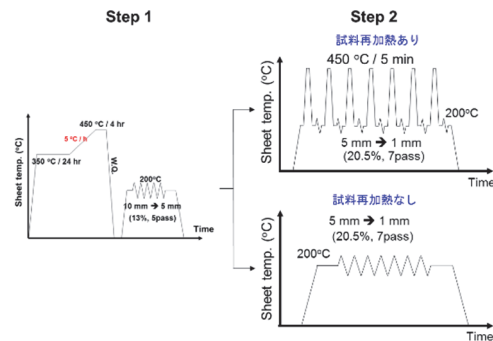 Step 1
Sheet temp. (°C)
350 °C / 24 hr
5 °C / h
450 °C / 4 hr
W.Q.
200°C
10 mm ➔ 5 mm
(13%, 5pass)
Time
Step 2
試料再加熱あり
450 °C / 5 min
Sheet temp. (°C)
200°C
5 mm ➔ 1 mm
(20.5%, 7pass)
Time
試料再加熱なし
5 mm ➔ 1 mm
(20.5%, 7pass)
Sheet temp. (°C)
200°C
Time